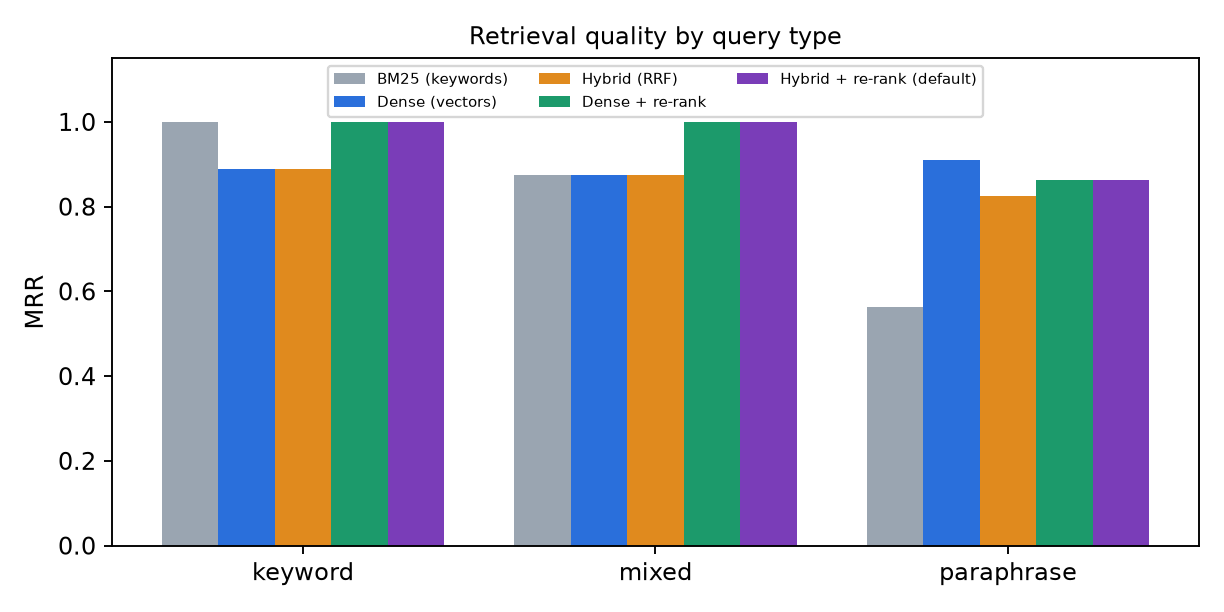 Retrieval quality by query type
BM25 (keywords)
Dense (vectors)
Hybrid (RRF)
Dense + re-rank
Hybrid + re-rank (default)
MRR
1.0
0.8
0.6
0.4
0.2
0.0
keyword
mixed
paraphrase